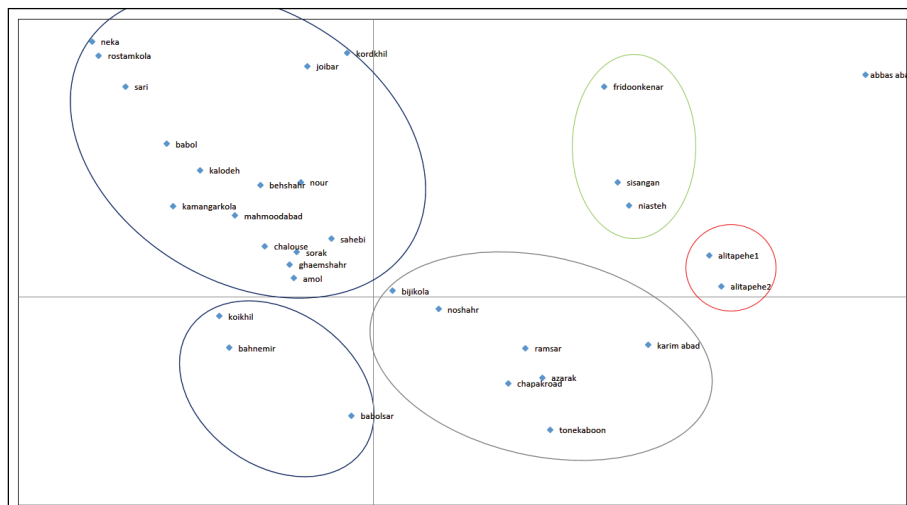 neka
kordkhil
rostamkola
joibar
abbas aba
sari
fridoonkenar
babol
kalodeh
nour
sisangan
behshahr
kamangarkola
niasteh
mahmoodabad
sahebi
chalouse
sorak
alitapehe1
ghaemshahr
amol
alitapehe2
bijikola
noshahr
koikhil
karim abad
bahnemir
ramsar
azarak
chapakroad
babolsar
tonekaboon